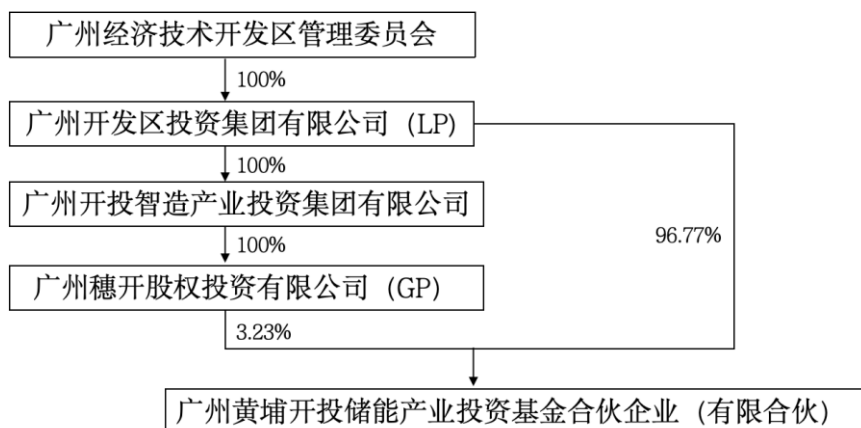 广州经济技术开发区管理委员会
100%
广州开发区投资集团有限公司（LP）
100%
广州开投智造产业投资集团有限公司
100%
96.77%
广州穗开股权投资有限公司（GP）
3.23%
广州黄埔开投储能产业投资基金合伙企业（有限合伙）